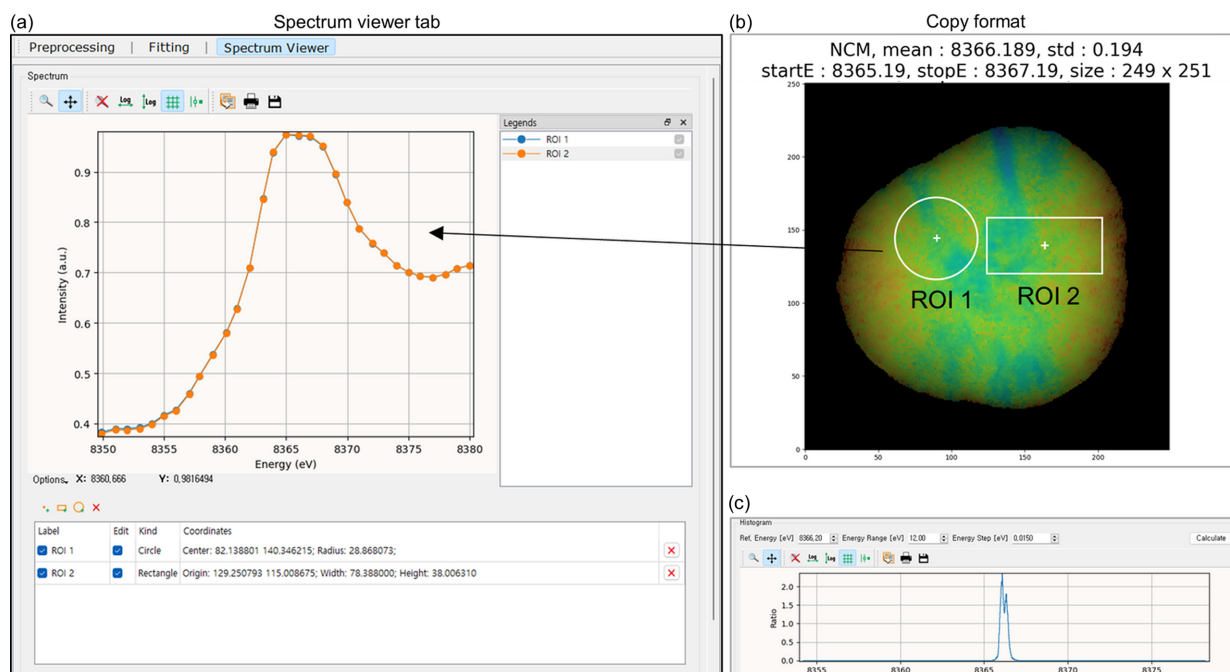 (a)
Spectrum viewer tab
Preprocessing | Fitting | Spectrum Viewer
Spectrum
Log
Log
Legends
ROI 1
ROI 2
Intensity (a.u.)
0.9
0.8
0.7
0.6
0.5
0.4
8350 8355 8360 8365 8370 8375 8380
Energy (eV)
Options X: 8360,666 Y: 0,9816494
Label Edit Kind Coordinates
ROI 1 Circle Center: 82.138801 140.346215; Radius: 28.868073;
ROI 2 Rectangle Origin: 129.250793 115.008675; Width: 78.388000; Height: 38.006310
(b)
Copy format
NCM, mean : 8366.189, std : 0.194
startE : 8365.19, stopE : 8367.19, size : 249 x 251
250
200
150
100
50
0
0 50 100 150 200
ROI 1
ROI 2
(c)
Histogram
Ref. Energy [eV] 8366,20 Energy Range [eV] 12.00 Energy Step [eV] 0,0150 Calculate
Log
Log
Ratio
2.0
1.5
1.0
0.5
0.0
8355 8360 8365 8370 8375